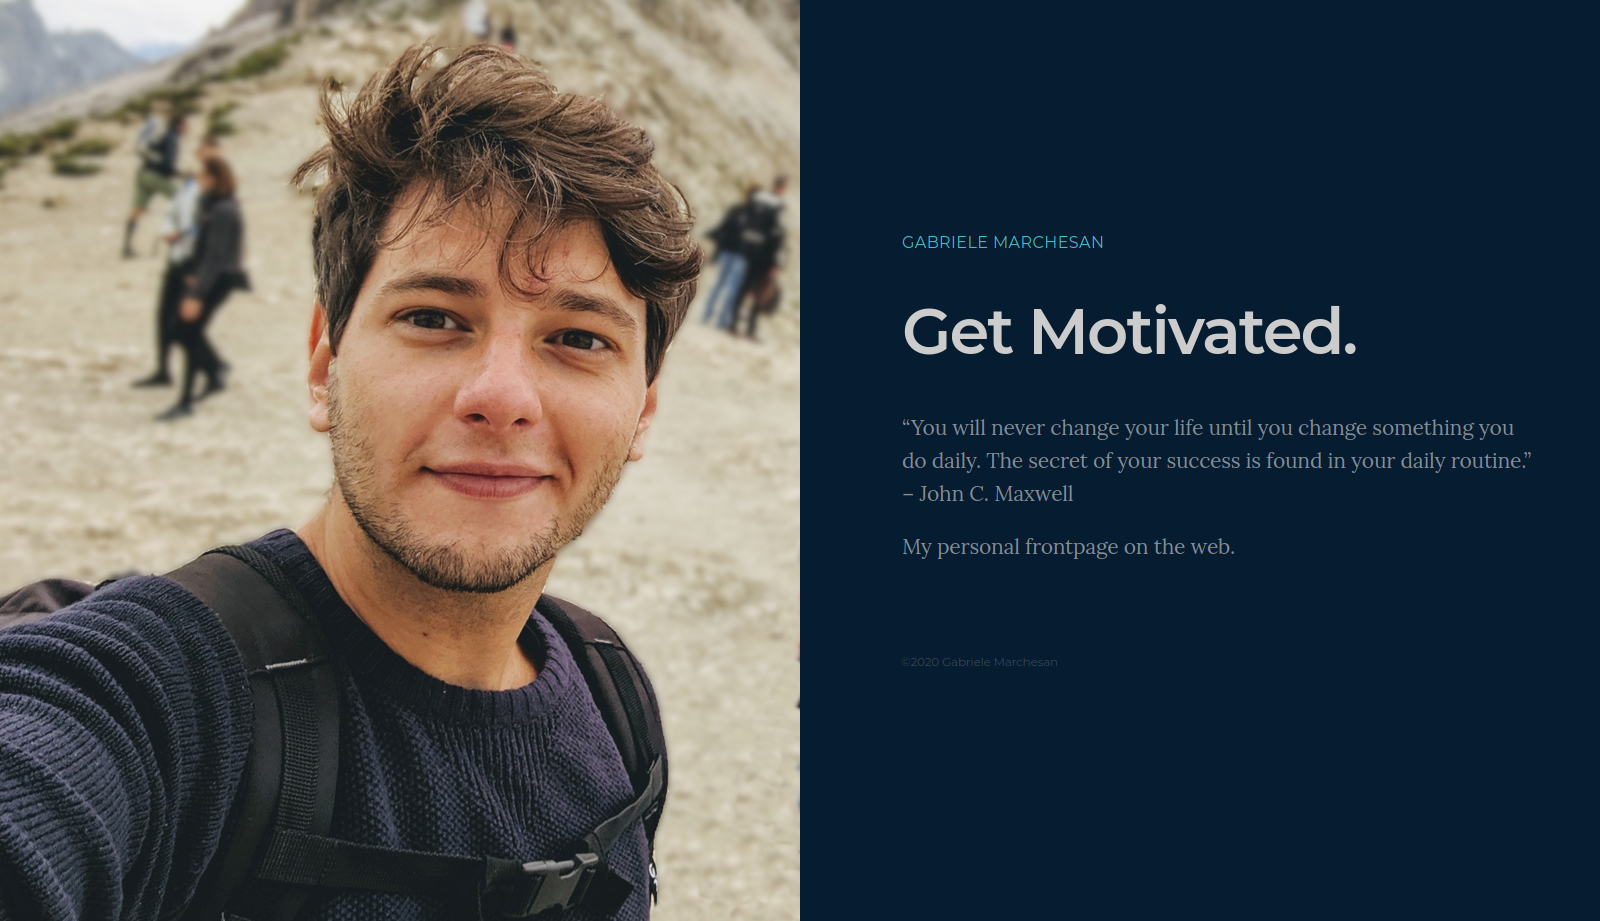 GABRIELE MARCHESAN
Get Motivated.
“You will never change your life until you change something you
do daily. The secret of your success is found in your daily routine.”
– John C. Maxwell
My personal frontpage on the web.
©2020 Gabriele Marchesan